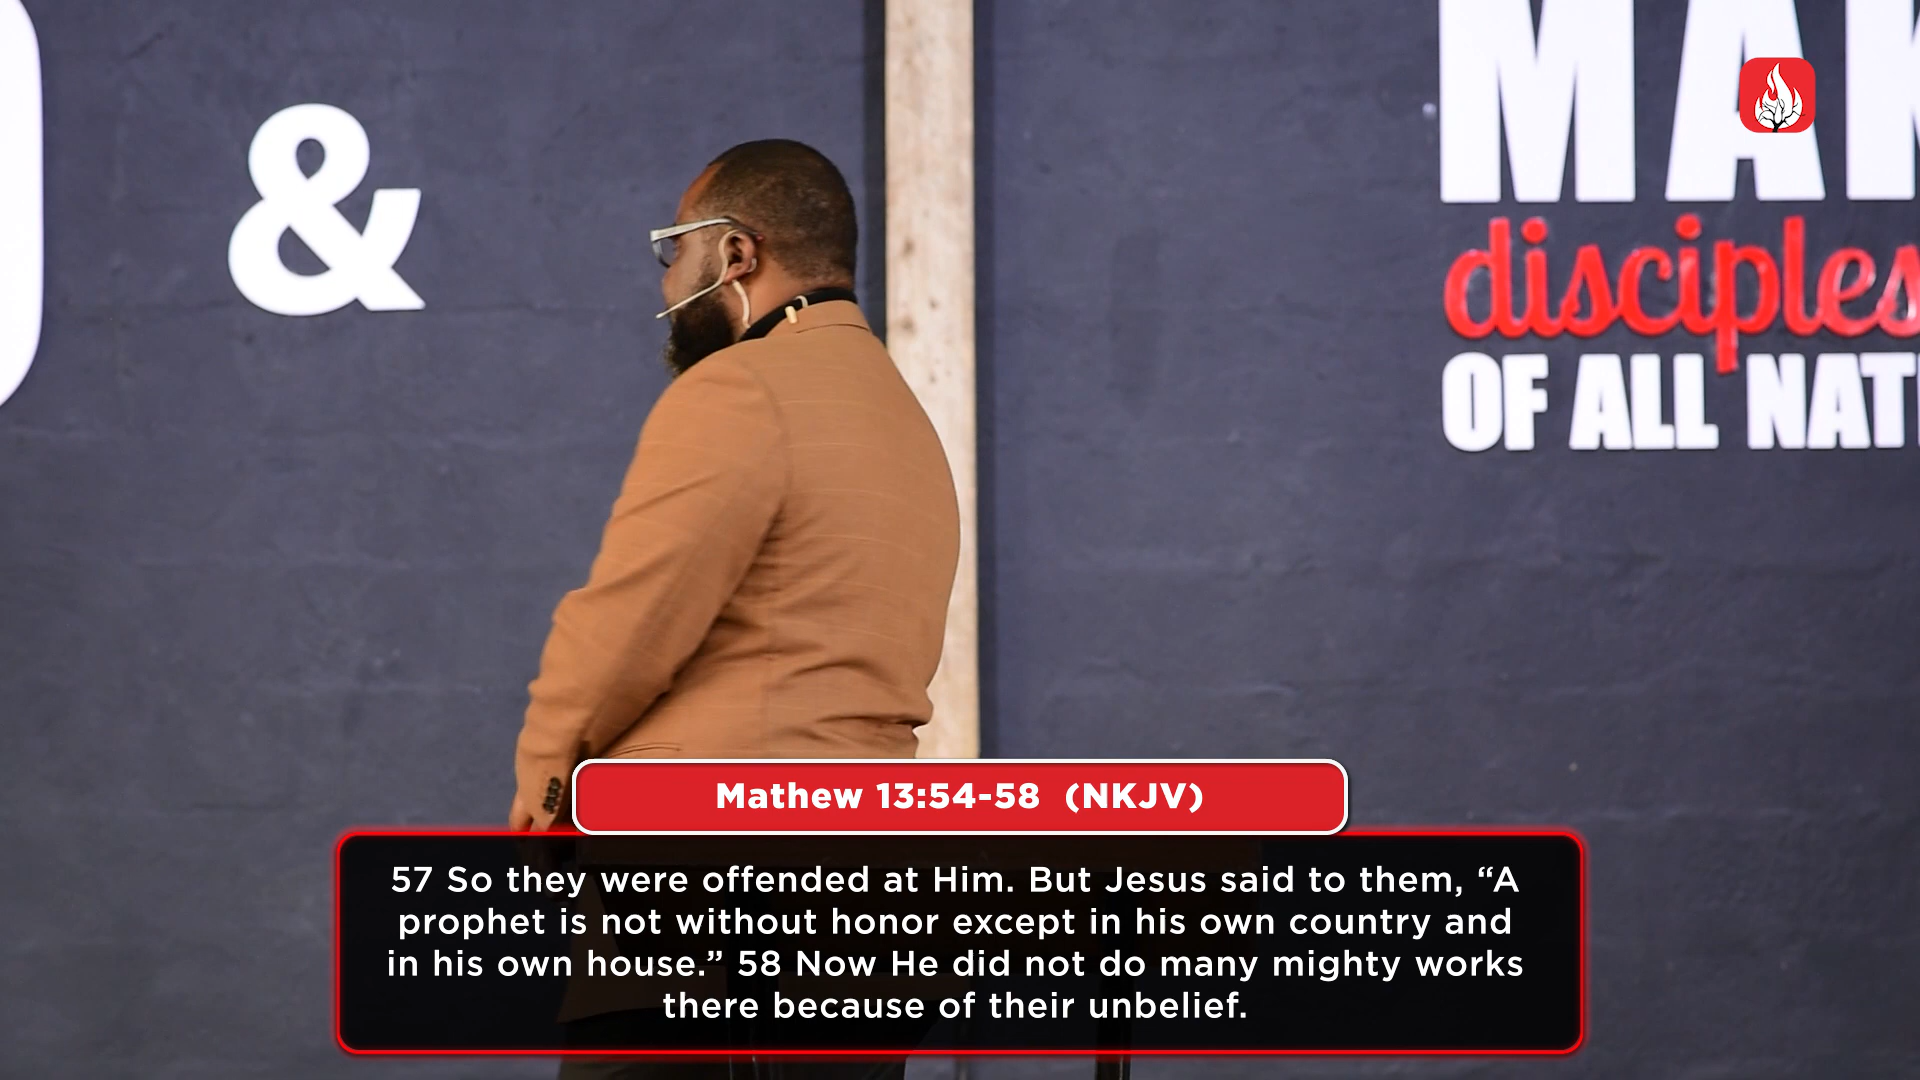 &
MAK
disciples
OF ALL NATI
Mathew 13:54-58 (NKJV)
57 So they were offended at Him. But Jesus said to them, “A
prophet is not without honor except in his own country and
in his own house.” 58 Now He did not do many mighty works
there because of their unbelief.